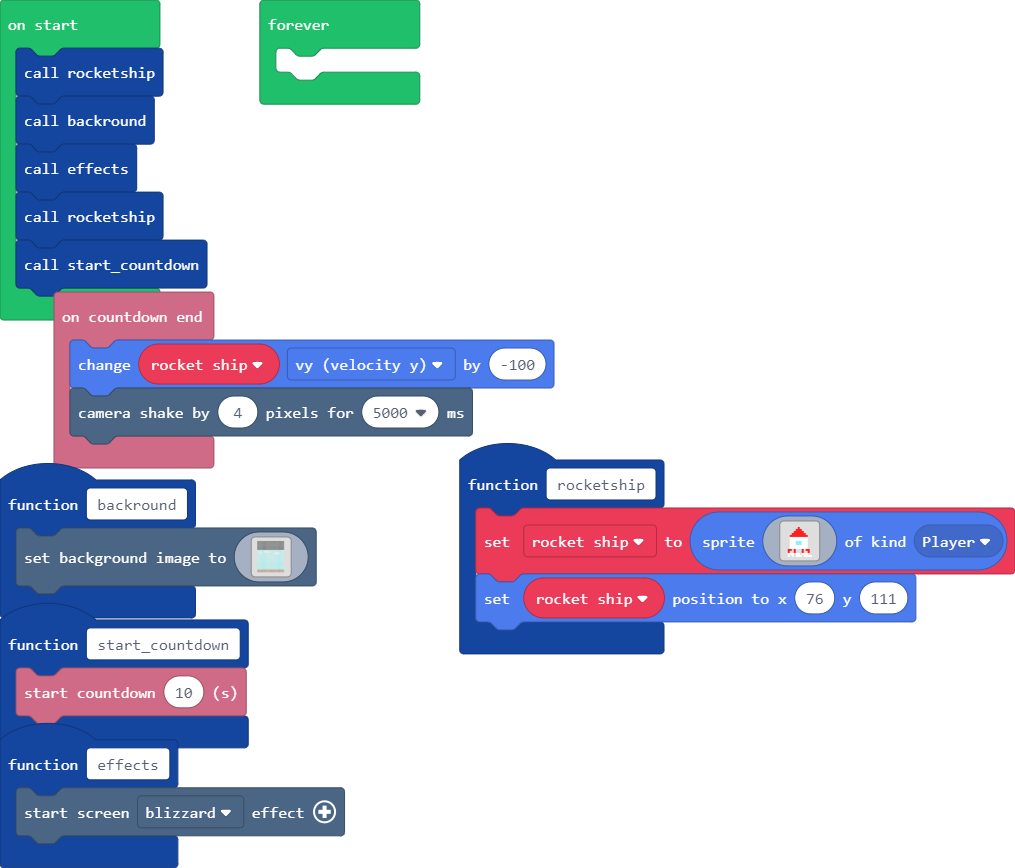 on start
call rocketship
call backround
call effects
call rocketship
call start_countdown
forever
on countdown end
change rocket ship vy (velocity y) by -100
camera shake by 4 pixels for 5000 ms
function backround
set background image to
function start_countdown
start countdown 10 (s)
function effects
start screen blizzard effect
function rocketship
set rocket ship to sprite of kind Player
set rocket ship position to x 76 y 111